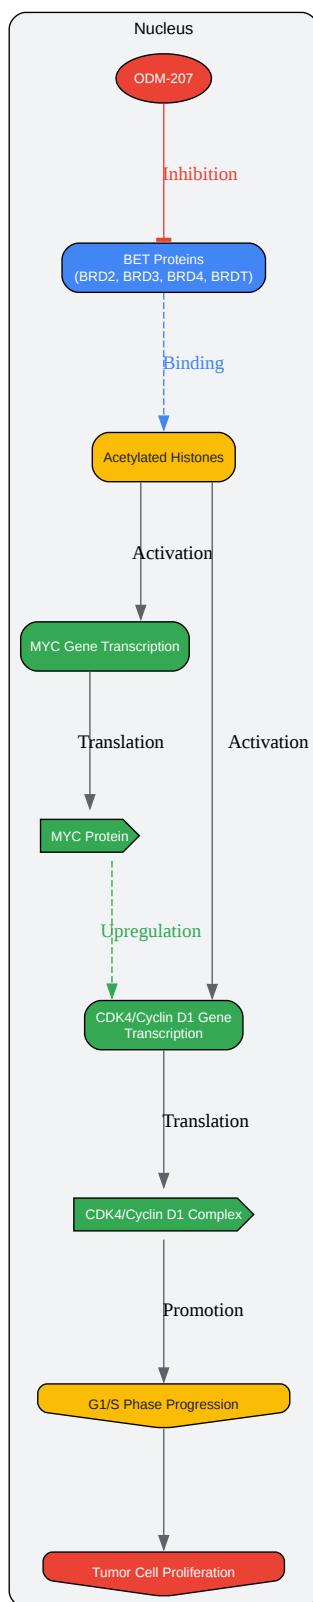 Nucleus
ODM-207
Inhibition
BET Proteins
(BRD2, BRD3, BRD4, BRDT)
Binding
Acetylated Histones
Activation
MYC Gene Transcription
Translation
Activation
MYC Protein
Upregulation
CDK4/Cyclin D1 Gene
Transcription
Translation
CDK4/Cyclin D1 Complex
Promotion
G1/S Phase Progression
Tumor Cell Proliferation